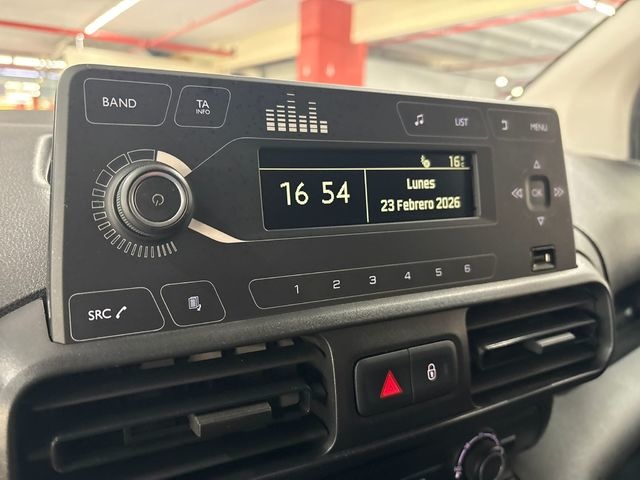 BAND
TA
INFO
LIST
MENU
16°
16 54
Lunes
23 Febrero 2026
OK
1 2 3 4 5 6
SRC